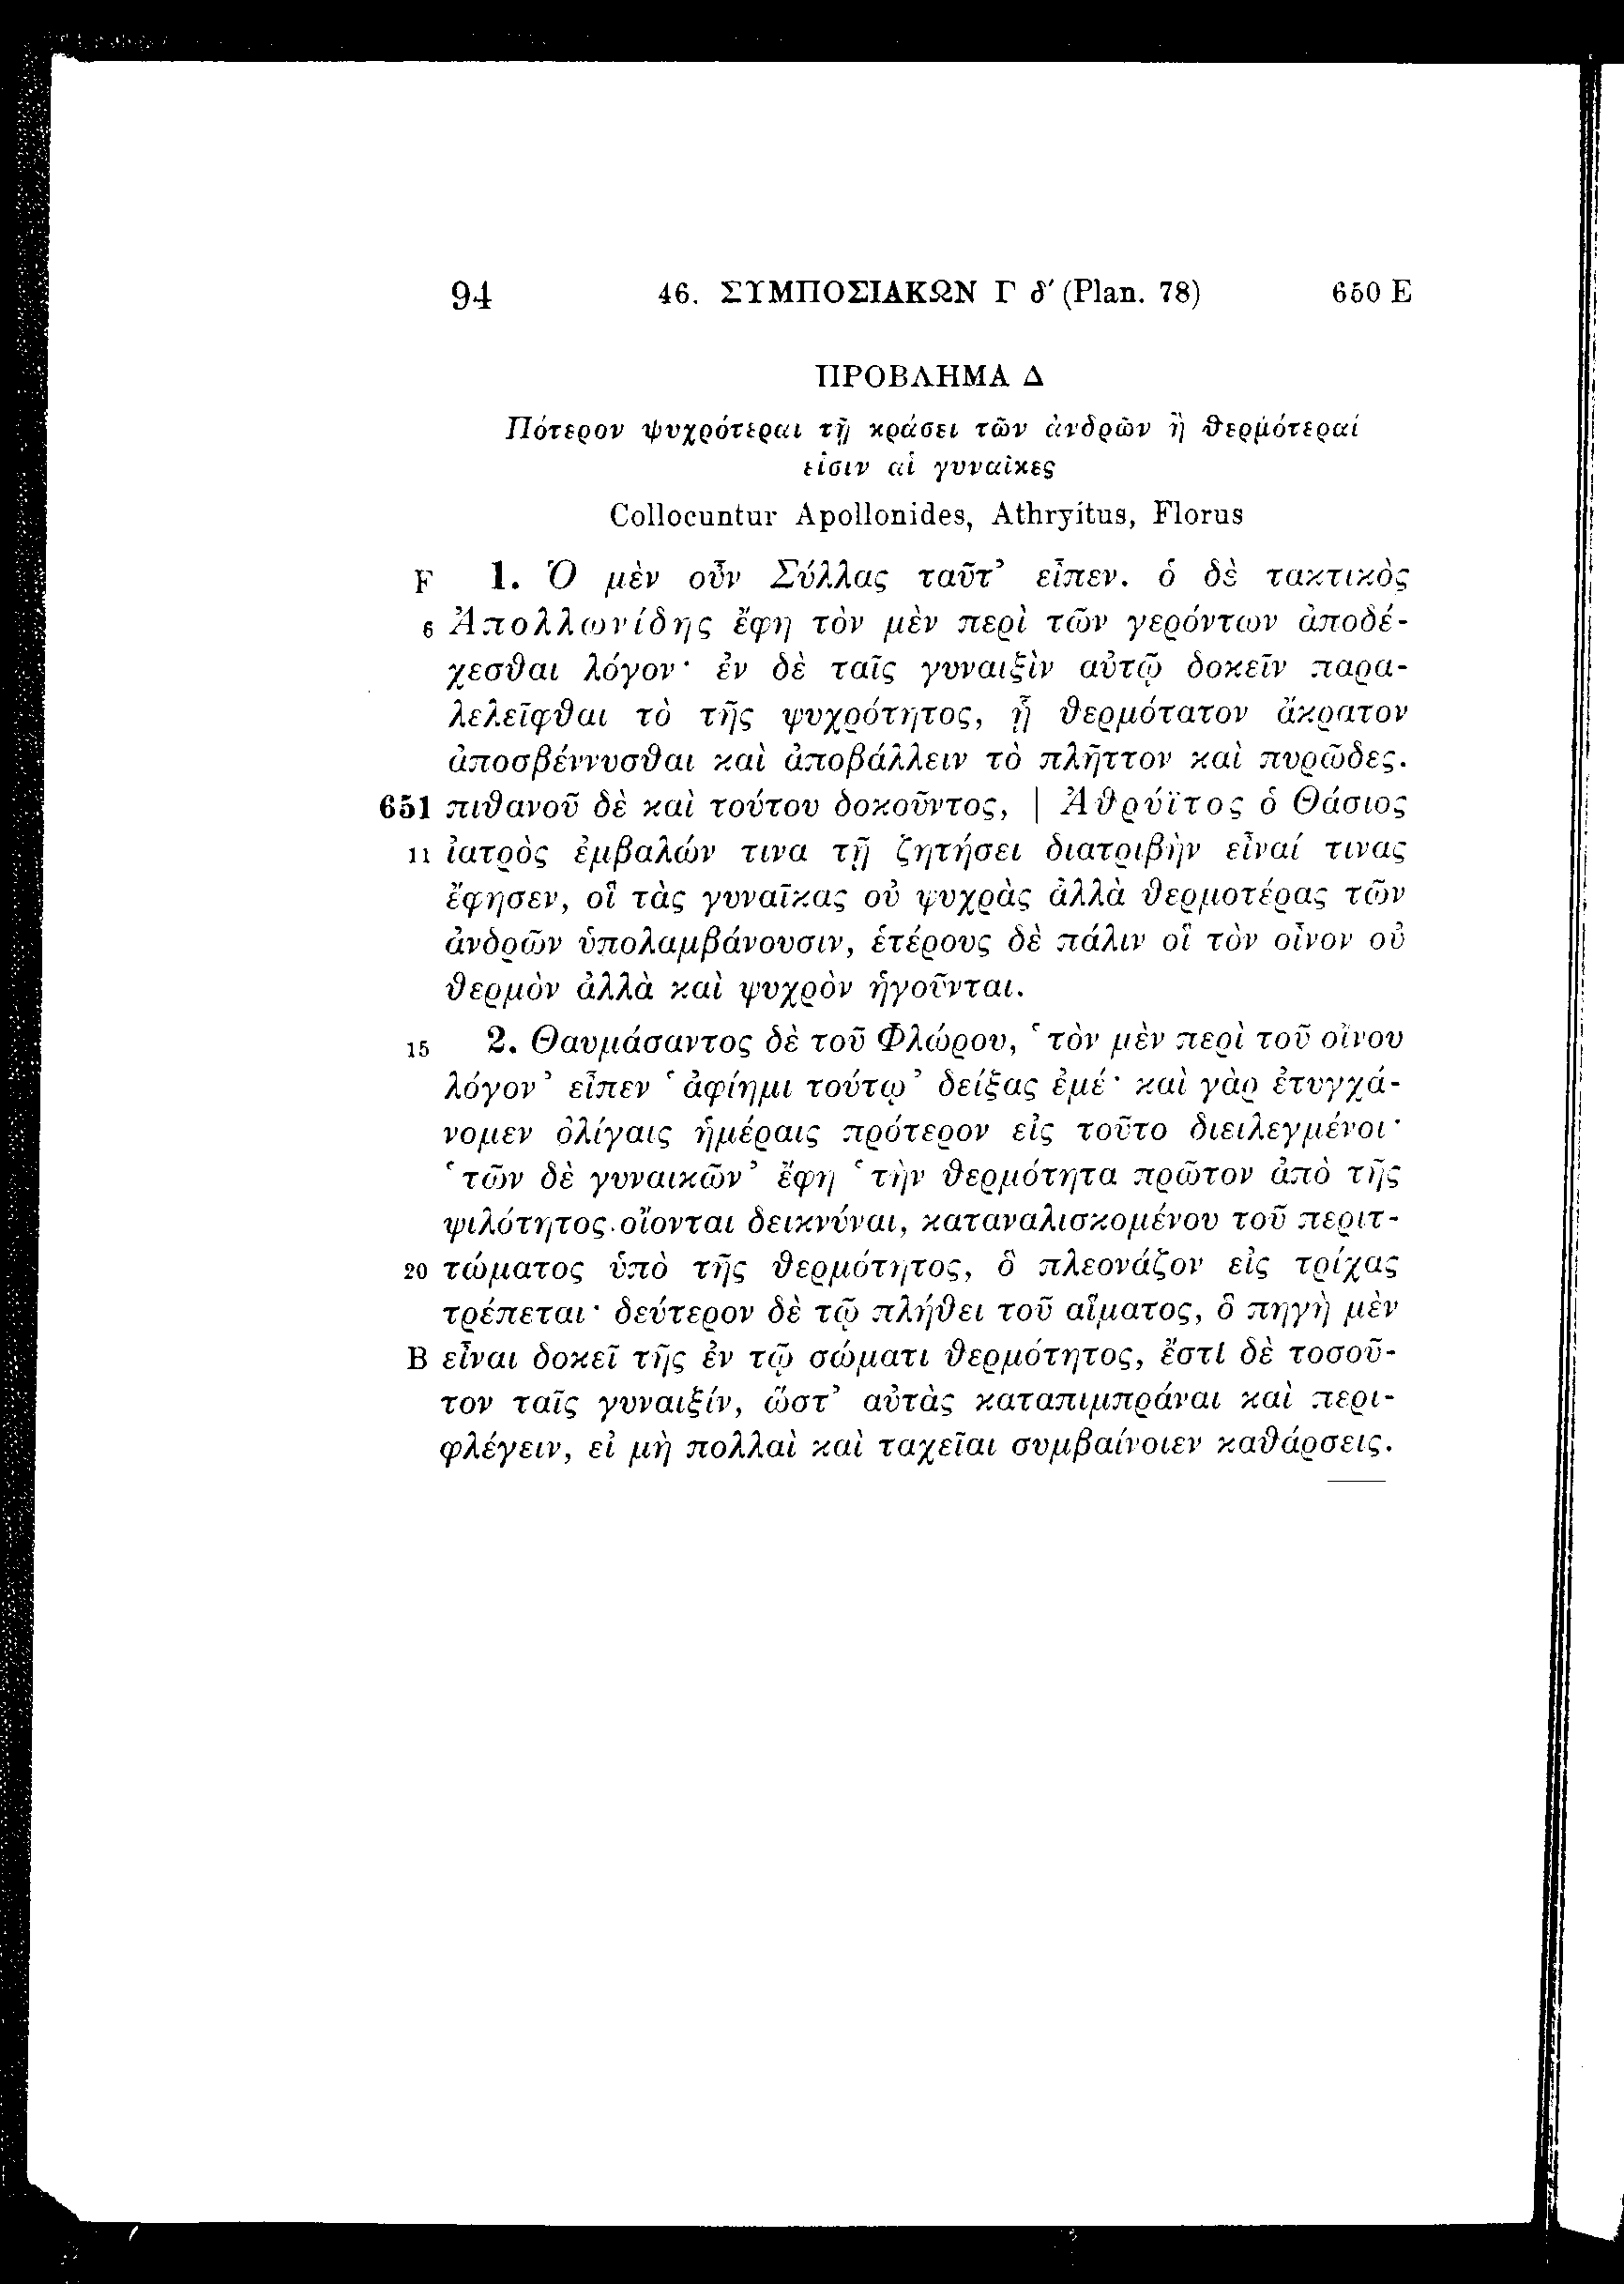 94 46. ΣΥΜΠΟΣΙΑΚΩΝ Γ δ′ (Plan. 78) 650 E
ΠΡΟΒΛΗΜΑ Δ
Πότερον ψυχρότεραι τῇ κράσει τῶν ἀνδρῶν ἢ θερμότεραί
εἰσιν αἱ γυναῖκες
Collocuntur Apollonides, Athryitus, Florus
F 1. Ὁ μὲν οὖν Σύλλας ταῦτ’ εἶπεν. ὁ δὲ τακτικὸς
6 Ἀπολλωνίδης ἔφη τὸν μὲν περὶ τῶν γερόντων ἀποδέ-
χεσθαι λόγον· ἐν δὲ ταῖς γυναιξὶν αὐτῷ δοκεῖν παρα-
λελεῖφθαι τὸ τῆς ψυχρότητος, ᾗ θερμότατον ἄκρατον
ἀποσβέννυσθαι καὶ ἀποβάλλειν τὸ πλῆττον καὶ πυρῶδες.
651 πιθανοῦ δὲ καὶ τούτου δοκοῦντος, | Ἀθρύϊτος ὁ Θάσιος
11 ἰατρὸς ἐμβαλών τινα τῇ ζητήσει διατριβὴν εἶναί τινας
ἔφησεν, οἳ τὰς γυναῖκας οὐ ψυχρὰς ἀλλὰ θερμοτέρας τῶν
ἀνδρῶν ὑπολαμβάνουσιν, ἑτέρους δὲ πάλιν οἳ τὸν οἶνον οὐ
θερμὸν ἀλλὰ καὶ ψυχρὸν ἡγοῦνται.
15 2. Θαυμάσαντος δὲ τοῦ Φλώρου, ‘τὸν μὲν περὶ τοῦ οἴνου
λόγον’ εἶπεν ‘ἀφίημι τούτῳ’ δείξας ἐμέ· καὶ γὰρ ἐτυγχά-
νομεν ὀλίγαις ἡμέραις πρότερον εἰς τοῦτο διειλεγμένοι·
‘τῶν δὲ γυναικῶν’ ἔφη ‘τὴν θερμότητα πρῶτον ἀπὸ τῆς
ψιλότητος οἴονται δεικνύναι, καταναλισκομένου τοῦ περιτ-
20 τώματος ὑπὸ τῆς θερμότητος, ὃ πλεονάζον εἰς τρίχας
τρέπεται· δεύτερον δὲ τῷ πλήθει τοῦ αἵματος, ὃ πηγὴ μὲν
B εἶναι δοκεῖ τῆς ἐν τῷ σώματι θερμότητος, ἔστι δὲ τοσοῦ-
τον ταῖς γυναιξίν, ὥστ’ αὐτὰς καταπιμπράναι καὶ περι-
φλέγειν, εἰ μὴ πολλαὶ καὶ ταχεῖαι συμβαίνοιεν καθάρσεις.